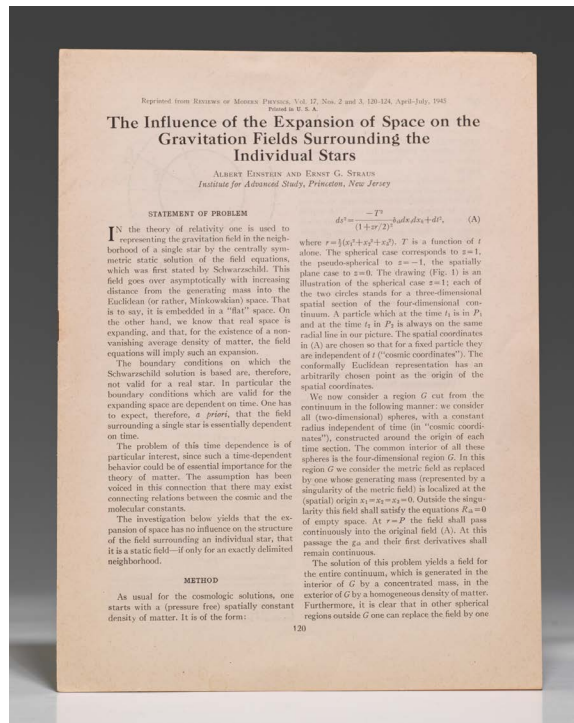 Reprinted from REVIEWS OF MODERN PHYSICS, Vol. 17, Nos. 2 and 3, 120-124, April-July, 1945
Printed in U. S. A.
The Influence of the Expansion of Space on the
Gravitation Fields Surrounding the
Individual Stars
ALBERT EINSTEIN AND ERNST G. STRAUS
Institute for Advanced Study, Princeton, New Jersey
STATEMENT OF PROBLEM
IN the theory of relativity one is used to
representing the gravitation field in the neigh-
borhood of a single star by the centrally sym-
metric static solution of the field equations,
which was first stated by Schwarzschild. This
field goes over asymptotically with increasing
distance from the generating mass into the
Euclidean (or rather, Minkowskian) space. That
is to say, it is embedded in a "flat" space. On
the other hand, we know that real space is
expanding, and that, for the existence of a non-
vanishing average density of matter, the field
equations will imply such an expansion.
The boundary conditions on which the
Schwarzschild solution is based are, therefore,
not valid for a real star. In particular the
boundary conditions which are valid for the
expanding space are dependent on time. One has
to expect, therefore, a priori, that the field
surrounding a single star is essentially dependent
on time.
The problem of this time dependence is of
particular interest, since such a time-dependent
behavior could be of essential importance for the
theory of matter. The assumption has been
voiced in this connection that there may exist
connecting relations between the cosmic and the
molecular constants.
The investigation below yields that the ex-
pansion of space has no influence on the structure
of the field surrounding an individual star, that
it is a static field—if only for an exactly delimited
neighborhood.
METHOD
As usual for the cosmologic solutions, one
starts with a (pressure free) spatially constant
density of matter. It is of the form:
ds²= −T²/(1+zr/2)² δikdxidxk+dt², (A)
where r=½(x₁²+x₂²+x₃²). T is a function of t
alone. The spherical case corresponds to z=1,
the pseudo-spherical to z=−1, the spatially
plane case to z=0. The drawing (Fig. 1) is an
illustration of the spherical case z=1; each of
the two circles stands for a three-dimensional
spatial section of the four-dimensional con-
tinuum. A particle which at the time t₁ is in P₁
and at the time t₂ in P₂ is always on the same
radial line in our picture. The spatial coordinates
in (A) are chosen so that for a fixed particle they
are independent of t ("cosmic coordinates"). The
conformally Euclidean representation has an
arbitrarily chosen point as the origin of the
spatial coordinates.
We now consider a region G cut from the
continuum in the following manner: we consider
all (two-dimensional) spheres, with a constant
radius independent of time (in "cosmic coordi-
nates"), constructed around the origin of each
time section. The common interior of all these
spheres is the four-dimensional region G. In this
region G we consider the metric field as replaced
by one whose generating mass (represented by a
singularity of the metric field) is localized at the
(spatial) origin x₁=x₂=x₃=0. Outside the singu-
larity this field shall satisfy the equations Rik=0
of empty space. At r=P the field shall pass
continuously into the original field (A). At this
passage the gik and their first derivatives shall
remain continuous.
The solution of this problem yields a field for
the entire continuum, which is generated in the
interior of G by a concentrated mass, in the
exterior of G by a homogeneous density of matter.
Furthermore, it is clear that in other spherical
regions outside G one can replace the field by one
120